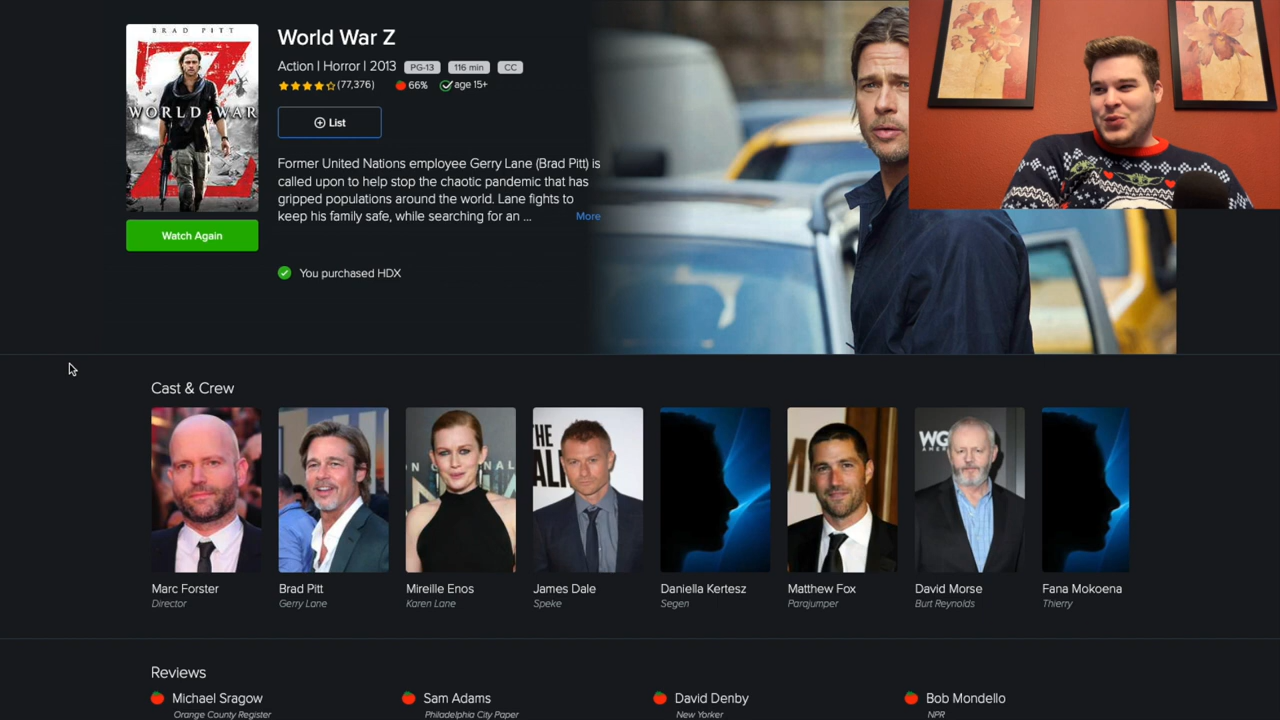 BRAD PITT
WORLD WAR
World War Z
Action | Horror | 2013 PG-13 116 min CC
(77,376) 66% age 15+
List
Former United Nations employee Gerry Lane (Brad Pitt) is
called upon to help stop the chaotic pandemic that has
gripped populations around the world. Lane fights to
keep his family safe, while searching for an ... More
Watch Again
You purchased HDX
Cast & Crew
THE
WG
Marc Forster
Director
Brad Pitt
Gerry Lane
Mireille Enos
Karen Lane
James Dale
Speke
Daniella Kertesz
Segen
Matthew Fox
Parajumper
David Morse
Burt Reynolds
Fana Mokoena
Thierry
Reviews
Michael Sragow
Orange County Register
Sam Adams
Philadelphia City Paper
David Denby
New Yorker
Bob Mondello
NPR